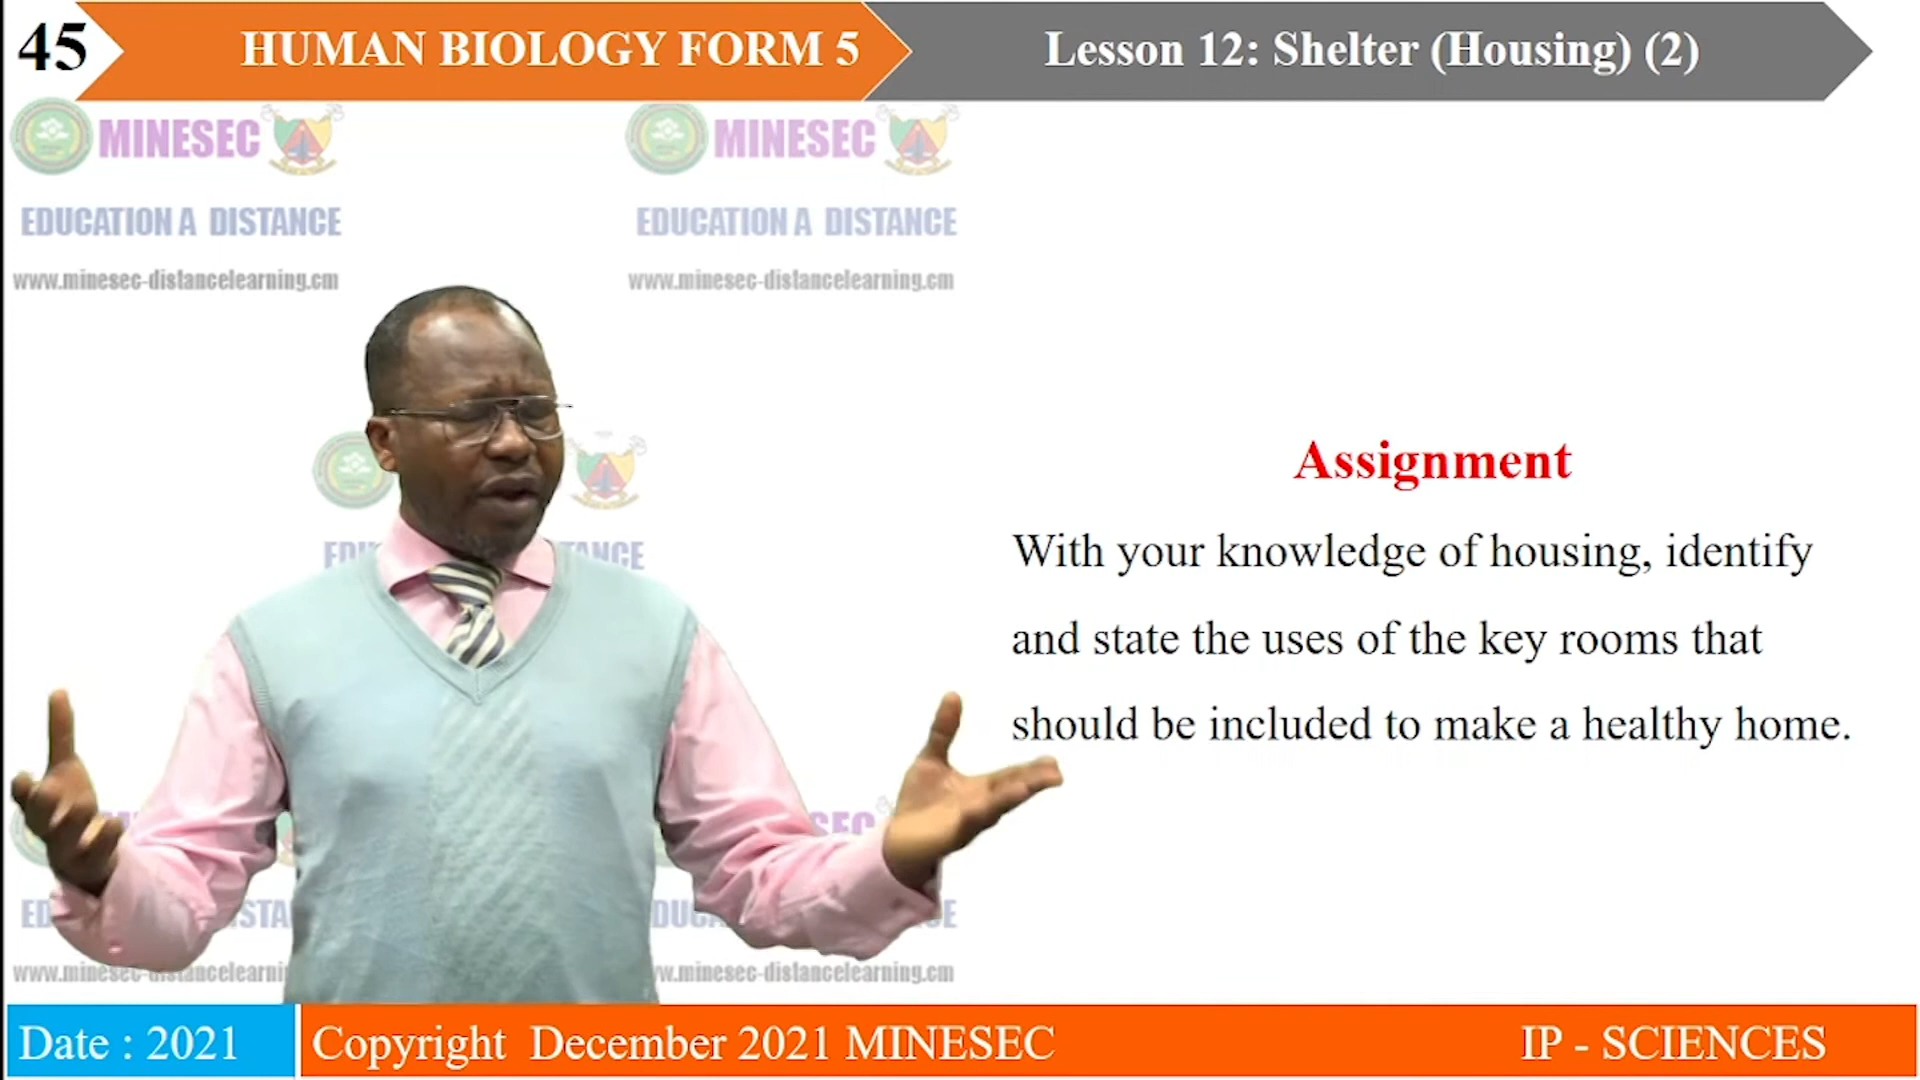 45
HUMAN BIOLOGY FORM 5
Lesson 12: Shelter (Housing) (2)
MINESEC
MINESEC
EDUCATION A DISTANCE
EDUCATION A DISTANCE
www.minesec-distancelearning.cm
www.minesec-distancelearning.cm
Assignment
With your knowledge of housing, identify
and state the uses of the key rooms that
should be included to make a healthy home.
Date : 2021
Copyright December 2021 MINESEC
IP - SCIENCES